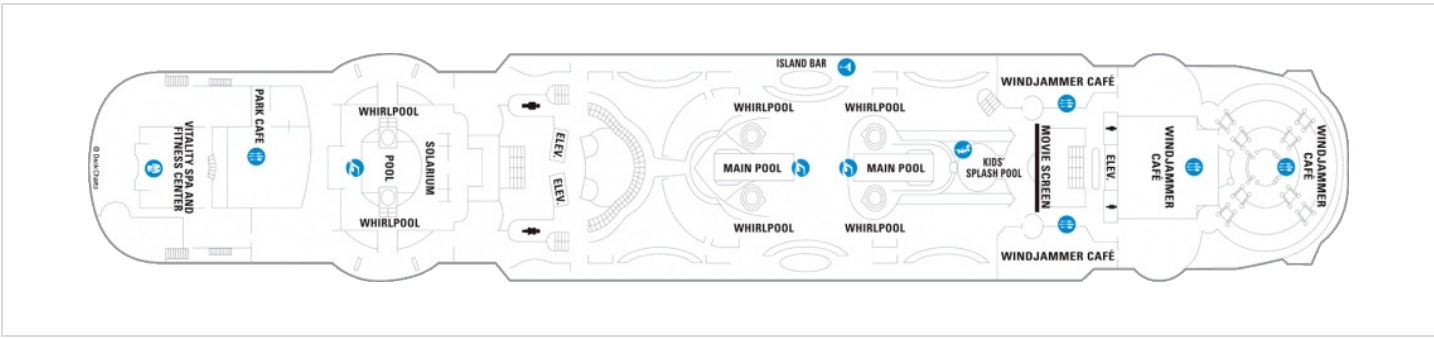 © DeckChairs
VITALITY SPA AND
FITNESS CENTER
PARK CAFE
WHIRLPOOL
POOL
SOLARIUM
WHIRLPOOL
ELEV.
ELEV.
ISLAND BAR
WHIRLPOOL
WHIRLPOOL
MAIN POOL
MAIN POOL
WHIRLPOOL
WHIRLPOOL
KIDS'
SPLASH POOL
WINDJAMMER CAFÉ
MOVIE SCREEN
ELEV.
WINDJAMMER CAFÉ
WINDJAMMER
CAFÉ
WINDJAMMER
CAFÉ